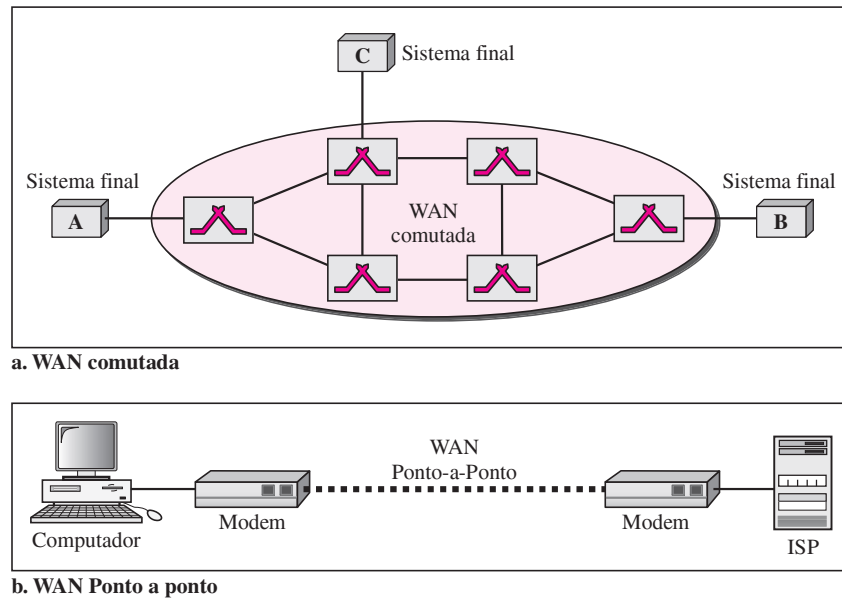 C
Sistema final
Sistema final
A
WAN
comutada
Sistema final
B
a. WAN comutada
WAN
Ponto-a-Ponto
Modem
Modem
Computador
ISP
b. WAN Ponto a ponto